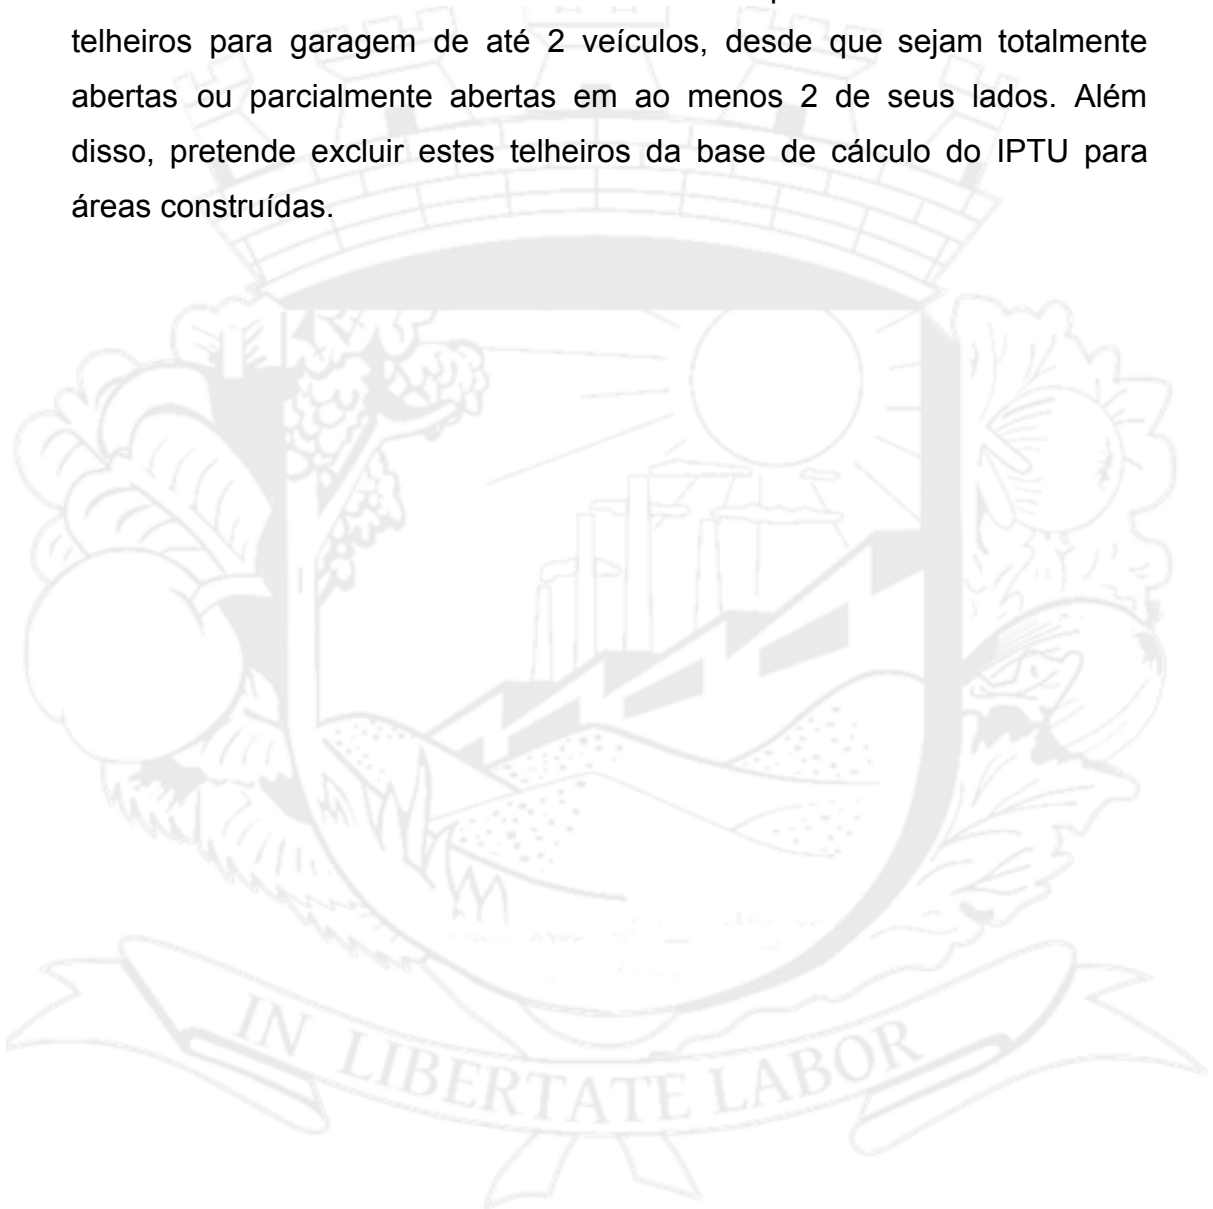 telheiros para garagem de até 2 veículos, desde que sejam totalmente
abertas ou parcialmente abertas em ao menos 2 de seus lados. Além
disso, pretende excluir estes telheiros da base de cálculo do IPTU para
áreas construídas.
IN LIBERTATE LABOR